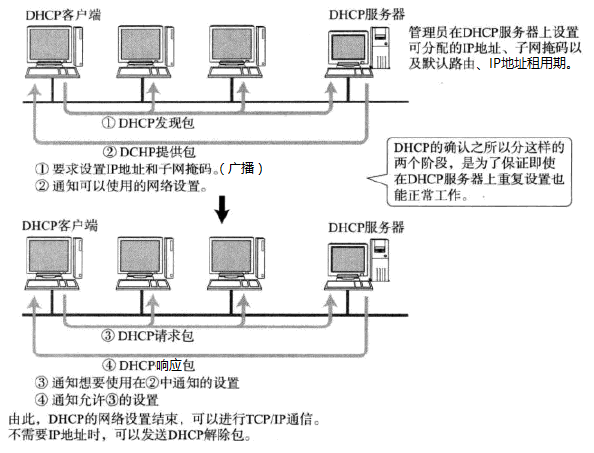 DHCP客户端
DHCP服务器
管理员在DHCP服务器上设置
可分配的IP地址、子网掩码以
及默认路由、IP地址租用期。
① DHCP发现包
② DCHP提供包
① 要求设置IP地址和子网掩码。(广播)
② 通知可以使用的网络设置。
DHCP的确认之所以分这样的
两个阶段，是为了保证即使
在DHCP服务器上重复设置也
能正常工作。
DHCP客户端
DHCP服务器
③ DHCP请求包
④ DHCP响应包
③ 通知想要使用在②中通知的设置
④ 通知允许③的设置
由此，DHCP的网络设置结束，可以进行TCP/IP通信。
不需要IP地址时，可以发送DHCP解除包。